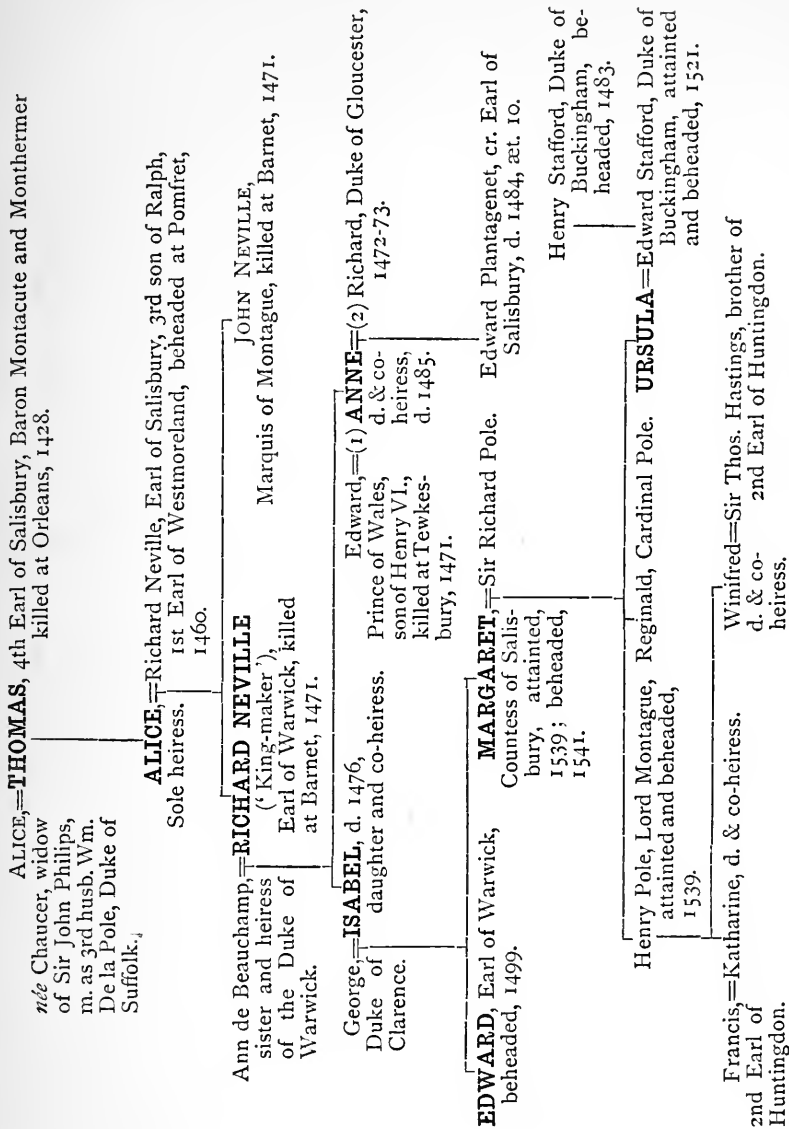 ALICE,=THOMAS, 4th Earl of Salisbury, Baron Montacute and Monthermer
killed at Orleans, 1428.
née Chaucer, widow
of Sir John Philips,
m. as 3rd husb. Wm.
De la Pole, Duke of
Suffolk.
ALICE,=Richard Neville, Earl of Salisbury, 3rd son of Ralph,
Sole heiress.
1st Earl of Westmoreland, beheaded at Pomfret,
1460.
Ann de Beauchamp,=RICHARD NEVILLE
sister and heiress
of the Duke of
Warwick.
(‘King-maker’),
Earl of Warwick, killed
at Barnet, 1471.
JOHN NEVILLE,
Marquis of Montague, killed at Barnet, 1471.
George,=ISABEL, d. 1476,
Duke of
Clarence.
daughter and co-heiress.
Edward,=(1) ANNE=(2) Richard, Duke of Gloucester,
Prince of Wales,
son of Henry VI.,
killed at Tewkes-
bury, 1471.
d. & co-
heiress,
d. 1485.
1472-73.
EDWARD, Earl of Warwick,
beheaded, 1499.
MARGARET,=Sir Richard Pole.
Countess of Salis-
bury, attainted,
1539; beheaded,
1541.
Edward Plantagenet, cr. Earl of
Salisbury, d. 1484, æt. 10.
Henry Stafford, Duke of
Buckingham, be-
headed, 1483.
Henry Pole, Lord Montague,
attainted and beheaded,
1539.
Reginald, Cardinal Pole.
URSULA=Edward Stafford, Duke of
Buckingham, attainted
and beheaded, 1521.
Francis,=Katharine, d. & co-heiress.
2nd Earl of
Huntingdon.
Winifred=Sir Thos. Hastings, brother of
d. & co-
heiress.
2nd Earl of Huntingdon.